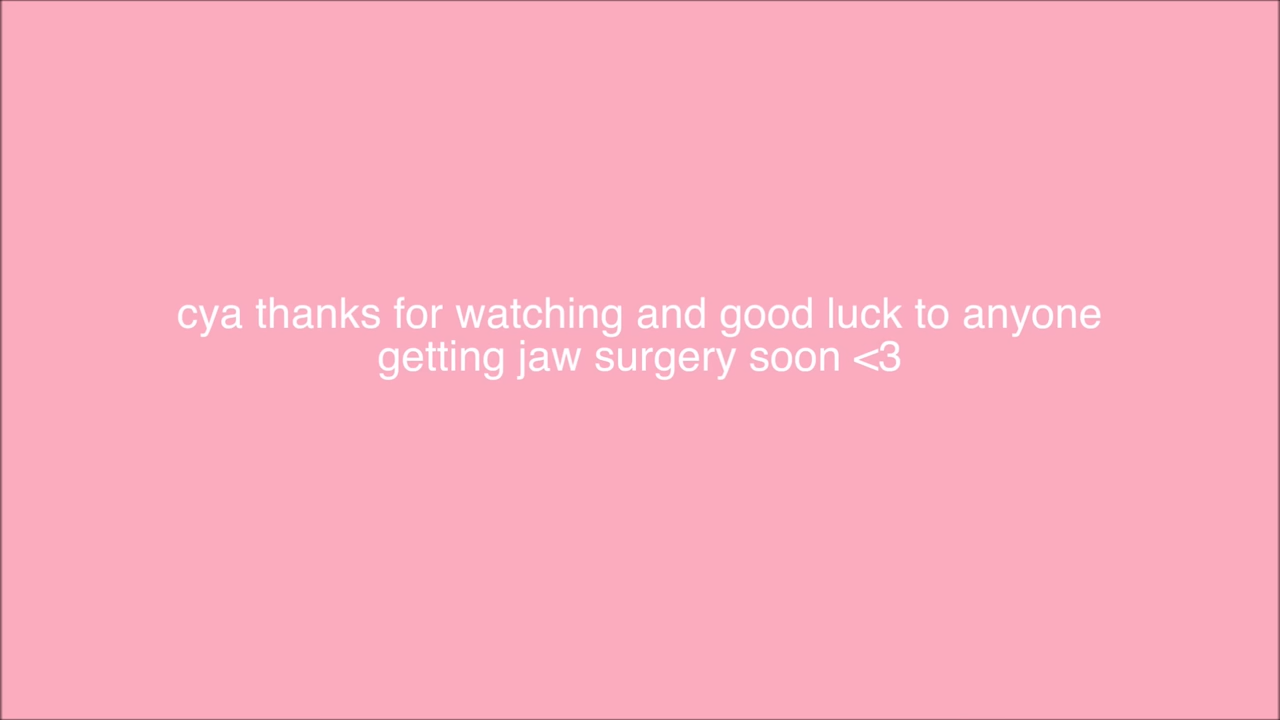 cya thanks for watching and good luck to anyone
getting jaw surgery soon <3